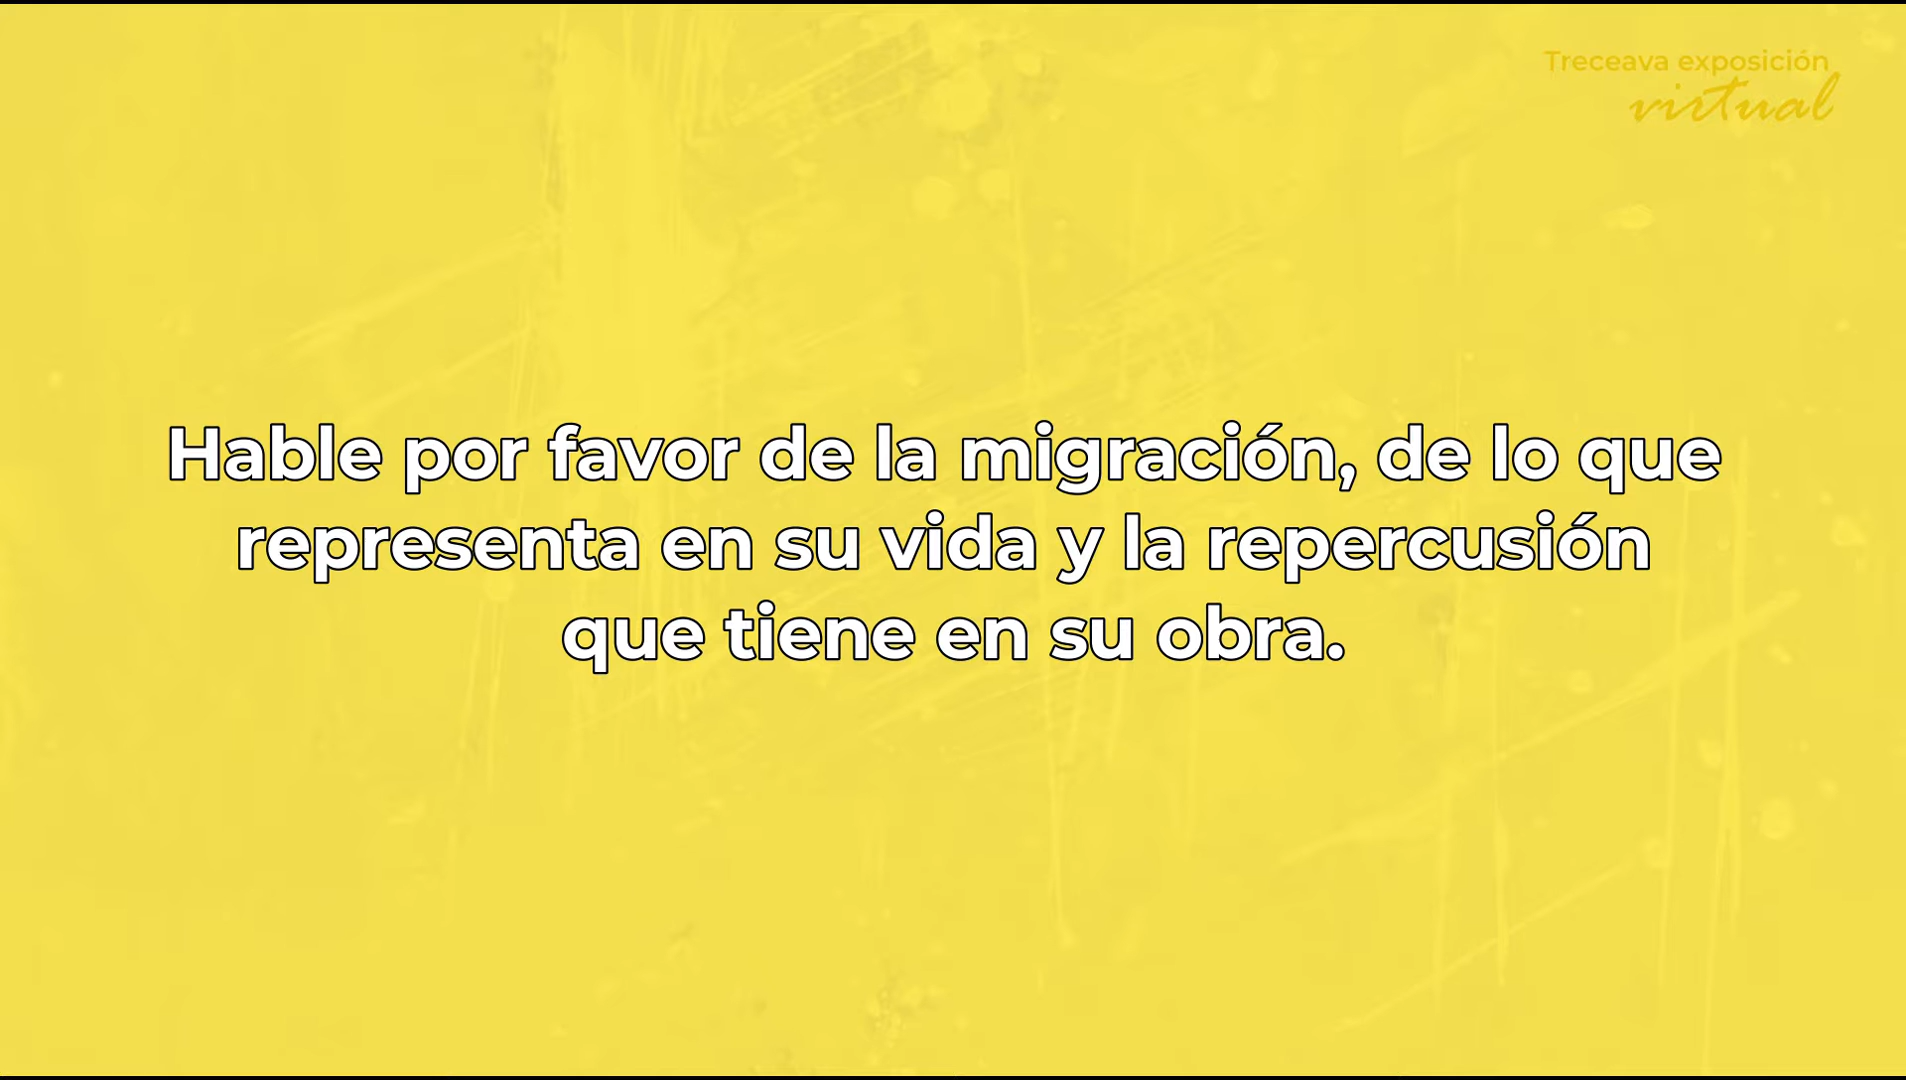 Treceava exposición
virtual
Hable por favor de la migración, de lo que
representa en su vida y la repercusión
que tiene en su obra.